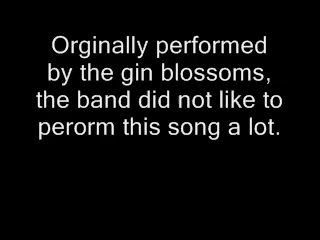 Orginally performed
by the gin blossoms,
the band did not like to
perorm this song a lot.